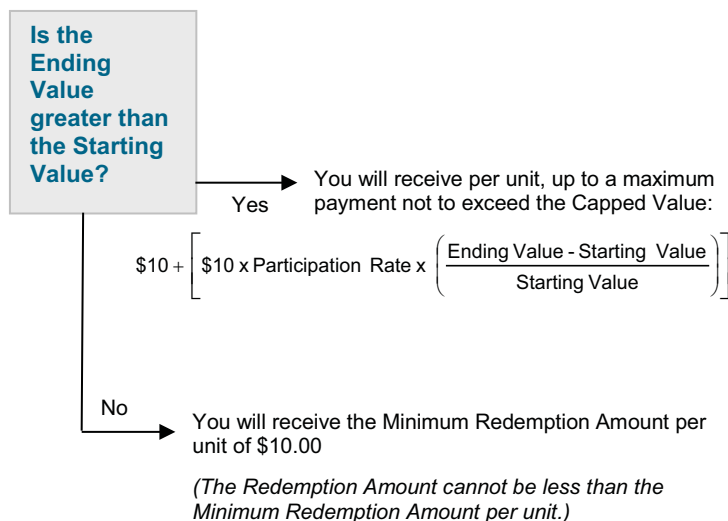 Is the
Ending
Value
greater than
the Starting
Value?
Yes
You will receive per unit, up to a maximum
payment not to exceed the Capped Value:
$10 + [ $10 x Participation Rate x ( Ending Value - Starting Value
Starting Value ) ]
No
You will receive the Minimum Redemption Amount per
unit of $10.00
(The Redemption Amount cannot be less than the
Minimum Redemption Amount per unit.)